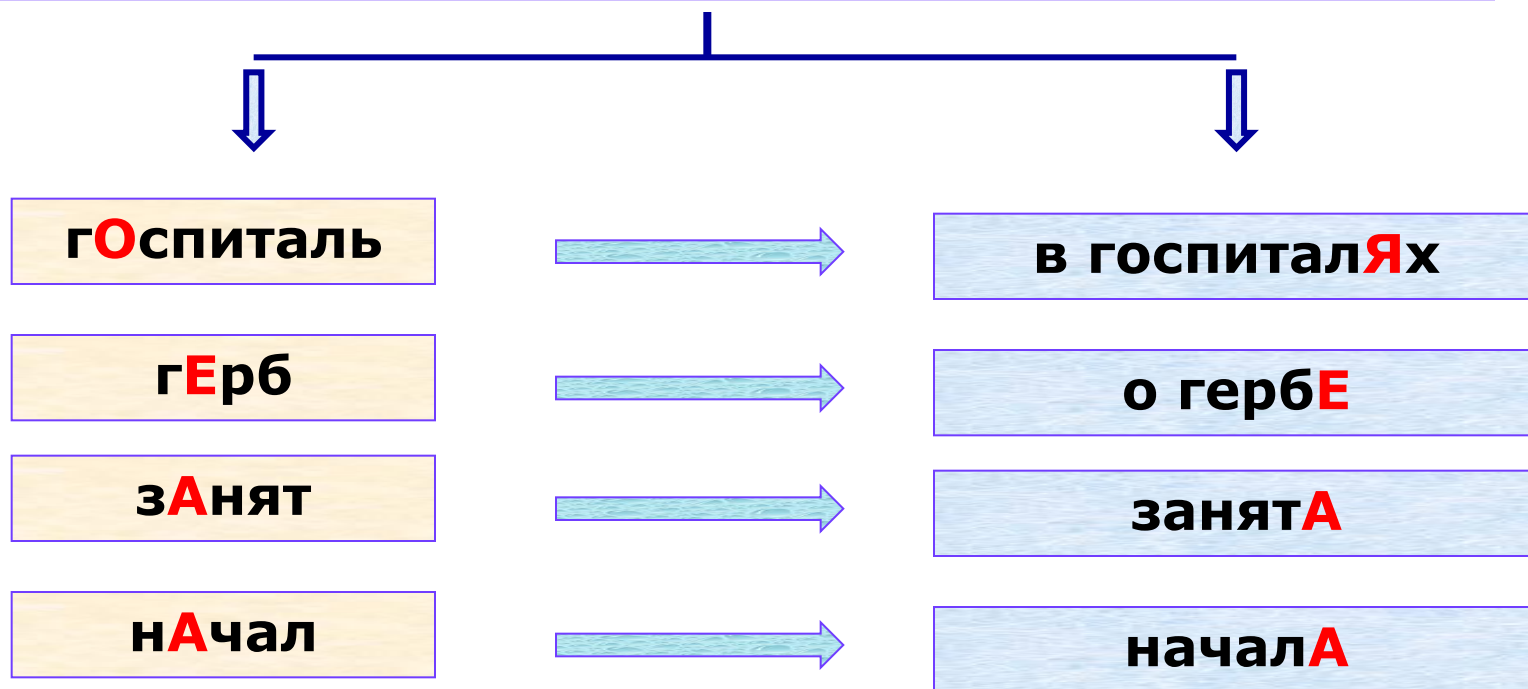 гОспиталь
в госпиталЯх
гЕрб
о гербЕ
зАнят
занятА
нАчал
началА